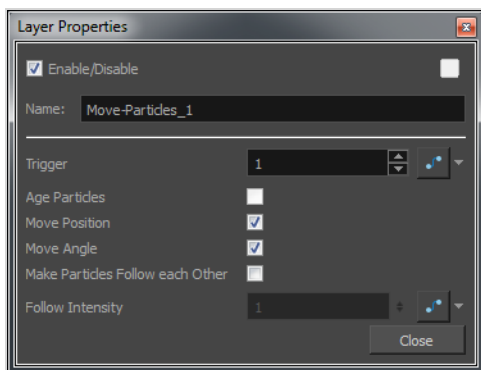 Layer Properties
Enable/Disable
Name: Move-Particles_1
Trigger 1
Age Particles
Move Position
Move Angle
Make Particles Follow each Other
Follow Intensity 1
Close